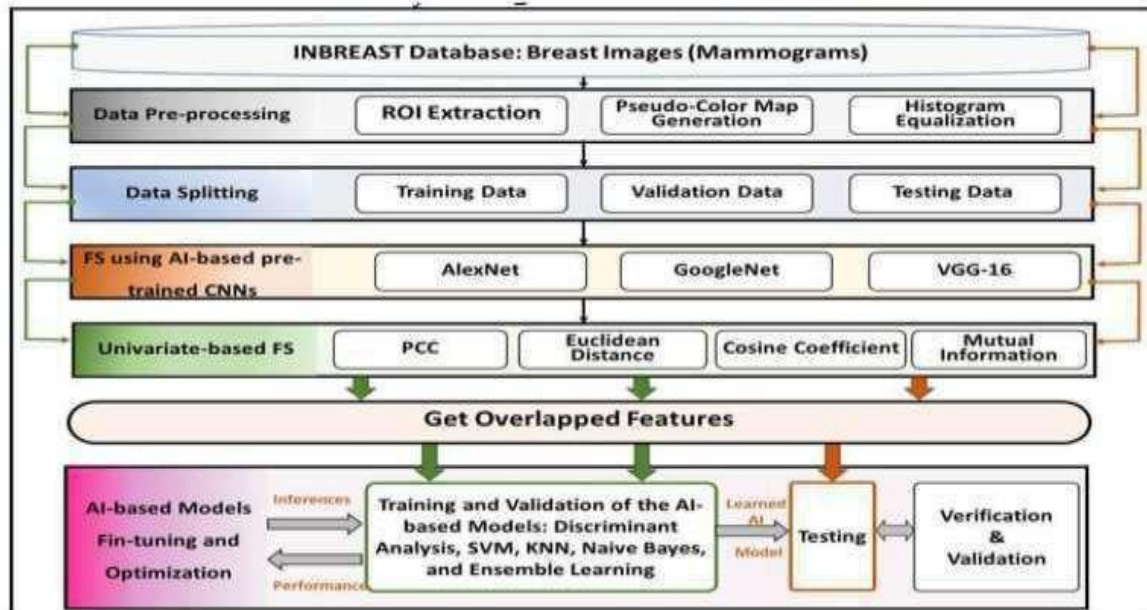 INBREAST Database: Breast Images (Mammograms)
Data Pre-processing
ROI Extraction
Pseudo-Color Map
Generation
Histogram
Equalization
Data Splitting
Training Data
Validation Data
Testing Data
FS using AI-based pre-
trained CNNs
AlexNet
GoogleNet
VGG-16
Univariate-based FS
PCC
Euclidean
Distance
Cosine Coefficient
Mutual
Information
Get Overlapped Features
AI-based Models
Fin-tuning and
Optimization
Inferences
Performance
Training and Validation of the AI-
based Models: Discriminant
Analysis, SVM, KNN, Naive Bayes,
and Ensemble Learning
Learned
AI
Model
Testing
Verification
&
Validation